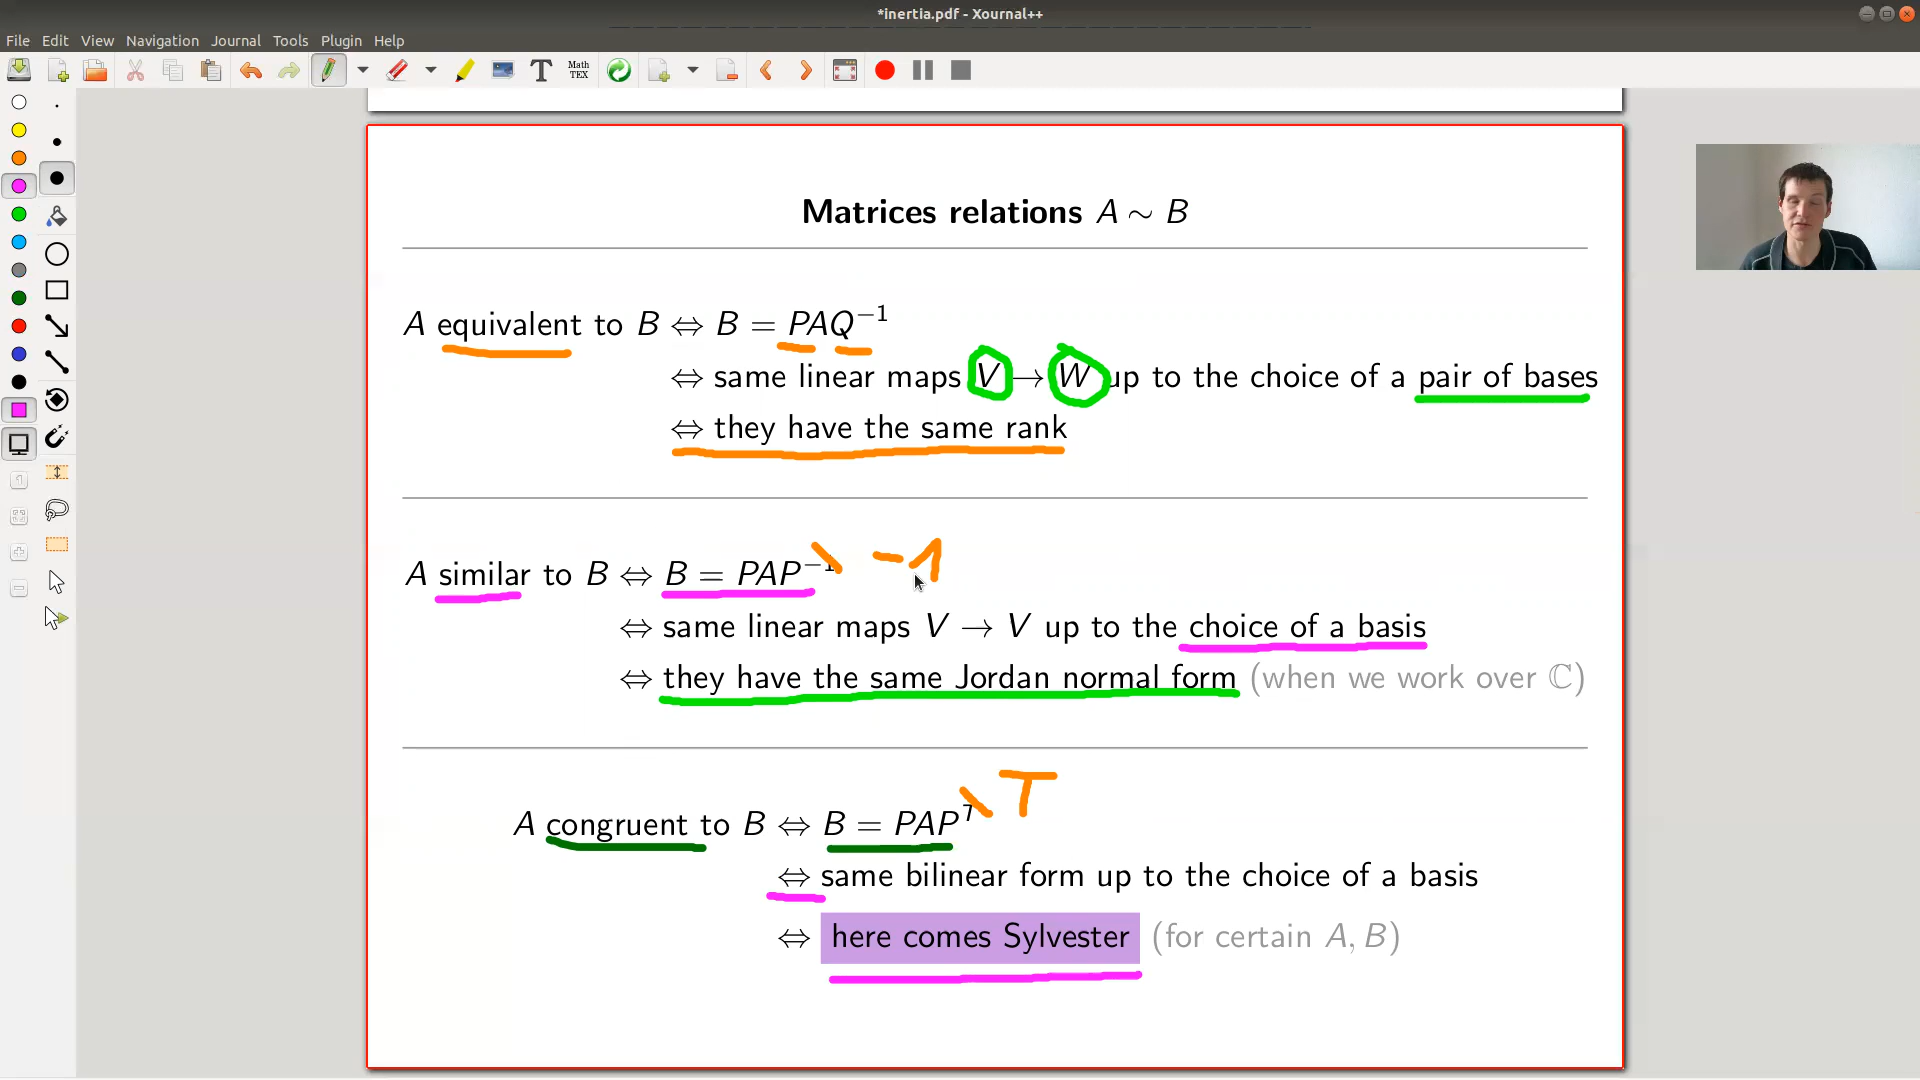 *inertia.pdf - Xournal++
File Edit View Navigation Journal Tools Plugin Help
Math TEX
Matrices relations A ∼ B
A equivalent to B ⇔ B = PAQ⁻¹
⇔ same linear maps V → W up to the choice of a pair of bases
⇔ they have the same rank
A similar to B ⇔ B = PAP⁻¹ -1
⇔ same linear maps V → V up to the choice of a basis
⇔ they have the same Jordan normal form (when we work over ℂ)
A congruent to B ⇔ B = PAPᵀ T
⇔ same bilinear form up to the choice of a basis
⇔ here comes Sylvester (for certain A, B)